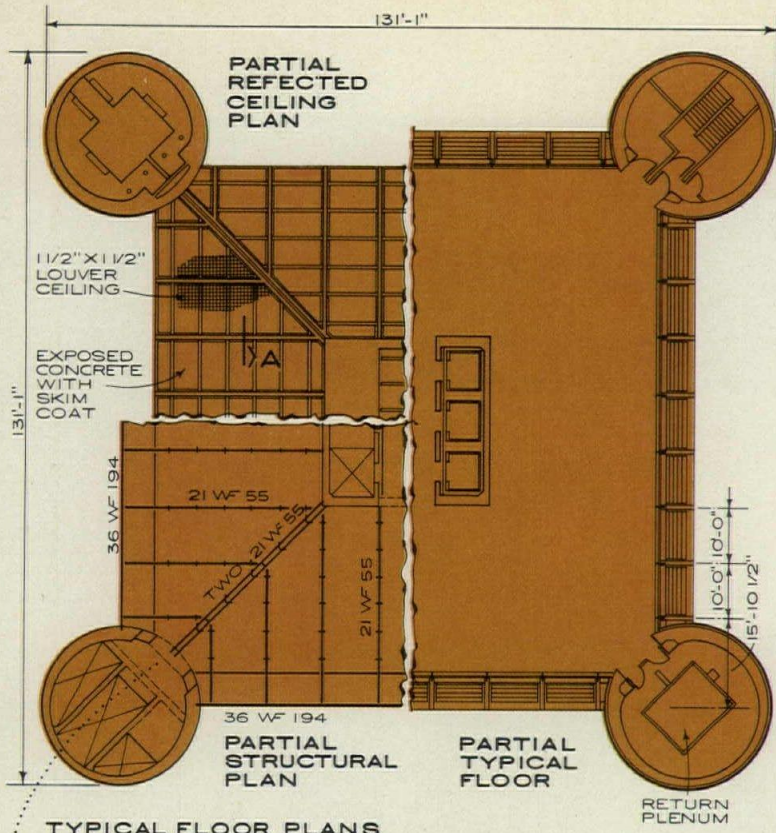 131'-1"
PARTIAL
REFECTED
CEILING
PLAN
1 1/2" X 1 1/2"
LOUVER
CEILING
A
EXPOSED
CONCRETE
WITH
SKIM
COAT
131'-1"
36 WF 194
21 WF 55
TWO 21 WF 55
21 WF 55
10'-0"
10'-0"
15'-10 1/2"
36 WF 194
PARTIAL
STRUCTURAL
PLAN
PARTIAL
TYPICAL
FLOOR
RETURN
PLENUM
TYPICAL FLOOR PLANS